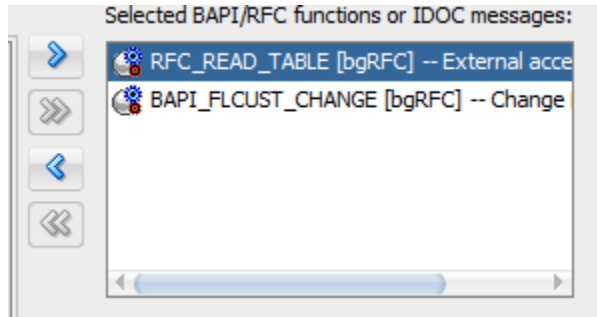 Selected BAPI/RFC functions or IDOC messages:
RFC_READ_TABLE [bgRFC] -- External acce
BAPI_FLCUST_CHANGE [bgRFC] -- Change